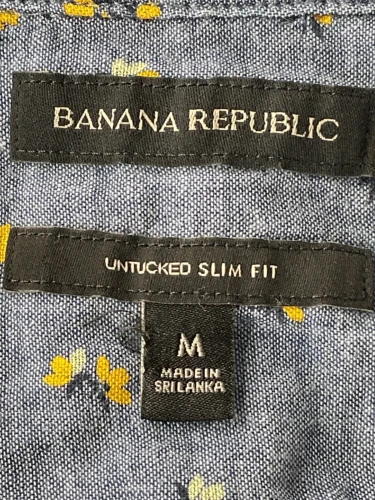 BANANA REPUBLIC
UNTUCKED SLIM FIT
M
MADE IN
SRI LANKA